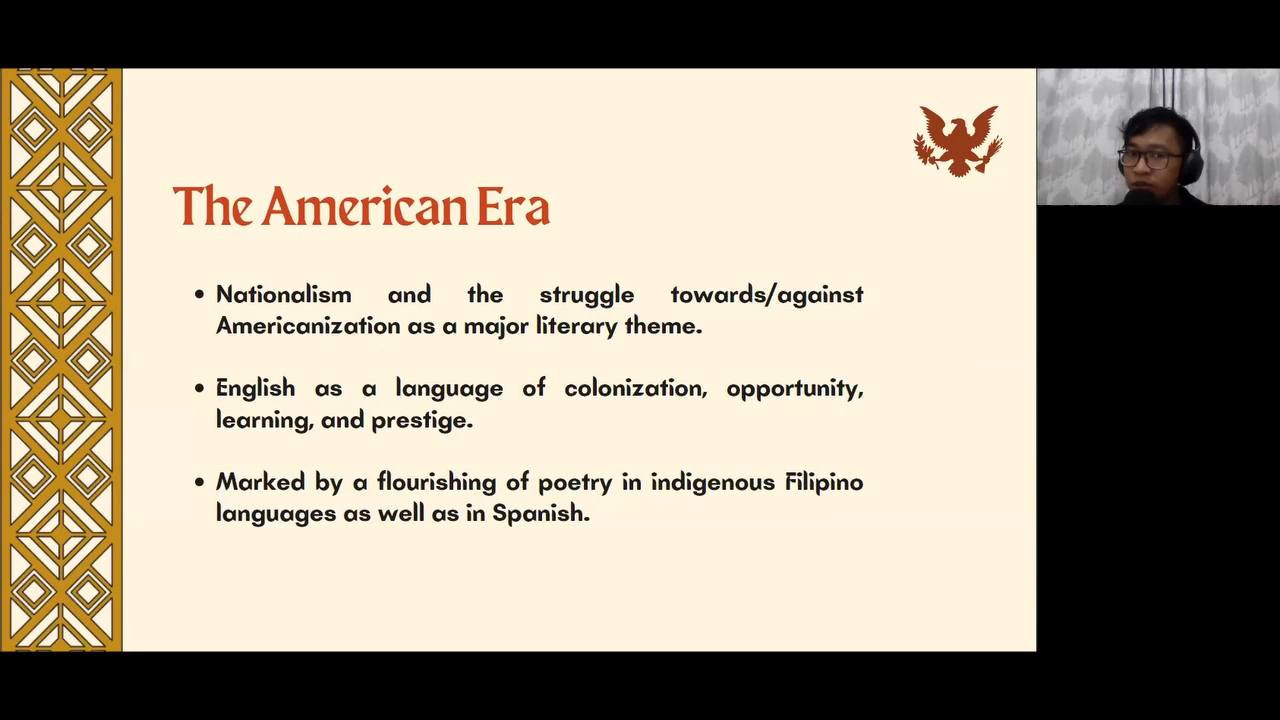 The American Era
• Nationalism and the struggle towards/against
Americanization as a major literary theme.
• English as a language of colonization, opportunity,
learning, and prestige.
• Marked by a flourishing of poetry in indigenous Filipino
languages as well as in Spanish.